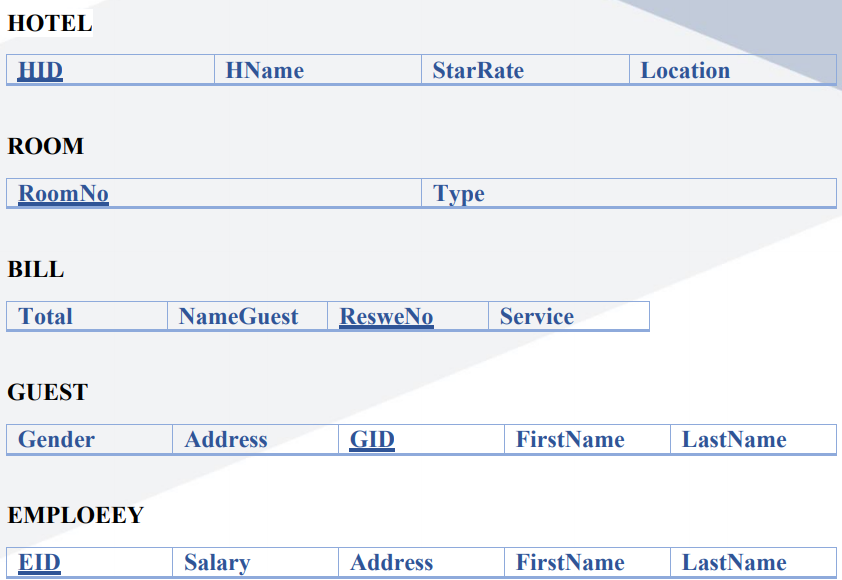 HOTEL
HID HName StarRate Location
ROOM
RoomNo Type
BILL
Total NameGuest ResweNo Service
GUEST
Gender Address GID FirstName LastName
EMPLOEEY
EID Salary Address FirstName LastName